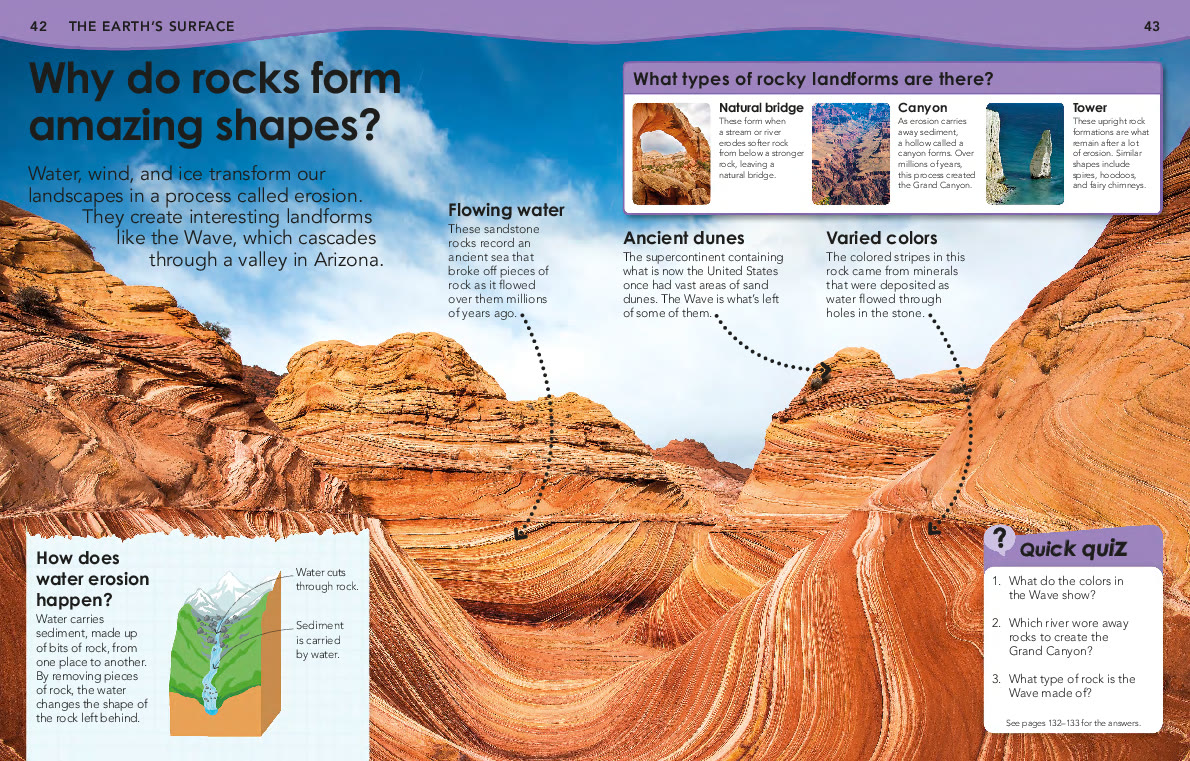 42 THE EARTH’S SURFACE
43
Why do rocks form
amazing shapes?
Water, wind, and ice transform our
landscapes in a process called erosion.
They create interesting landforms
like the Wave, which cascades
through a valley in Arizona.
What types of rocky landforms are there?
Natural bridge
These form when
a stream or river
erodes softer rock
from below a stronger
rock, leaving a
natural bridge.
Canyon
As erosion carries
away sediment,
a hollow called a
canyon forms. Over
millions of years,
this process created
the Grand Canyon.
Tower
These upright rock
formations are what
remain after a lot
of erosion. Similar
shapes include
spires, hoodoos,
and fairy chimneys.
Flowing water
These sandstone
rocks record an
ancient sea that
broke off pieces of
rock as it flowed
over them millions
of years ago.
Ancient dunes
The supercontinent containing
what is now the United States
once had vast areas of sand
dunes. The Wave is what’s left
of some of them.
Varied colors
The colored stripes in this
rock came from minerals
that were deposited as
water flowed through
holes in the stone.
How does
water erosion
happen?
Water carries
sediment, made up
of bits of rock, from
one place to another.
By removing pieces
of rock, the water
changes the shape of
the rock left behind.
Water cuts
through rock.
Sediment
is carried
by water.
? Quick quiz
1. What do the colors in
the Wave show?
2. Which river wore away
rocks to create the
Grand Canyon?
3. What type of rock is the
Wave made of?
See pages 132–133 for the answers.